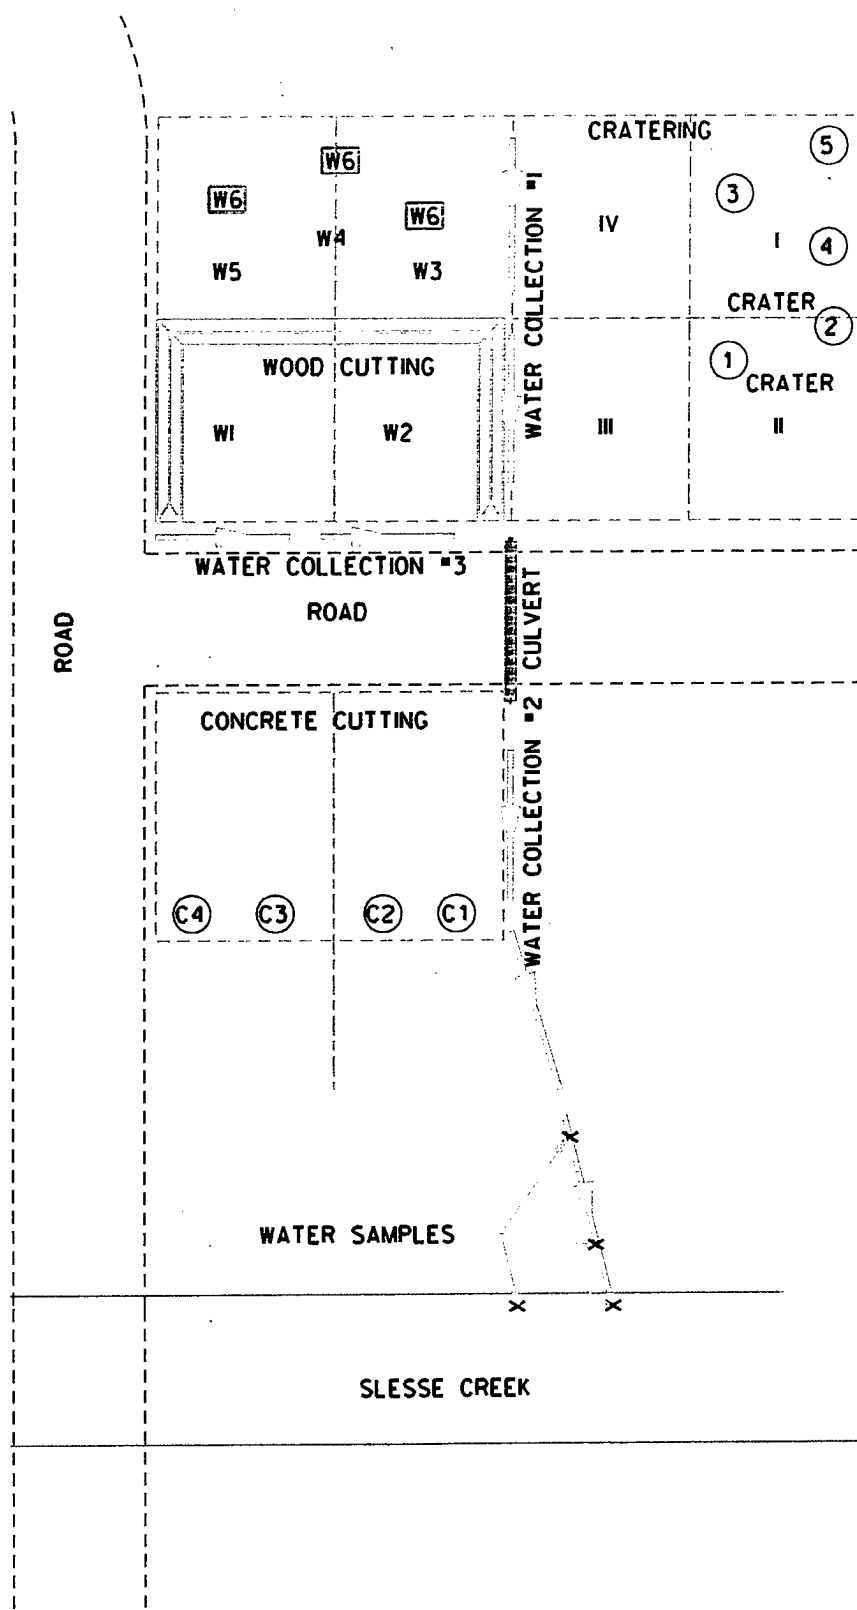 CRATERING
5
W6
W6
3
W6
IV
W4
I
4
W5
W3
WATER COLLECTION #1
CRATER
2
WOOD CUTTING
1
CRATER
W1
W2
III
II
WATER COLLECTION #3
ROAD
ROAD
CULVERT
CONCRETE CUTTING
WATER COLLECTION #2
C4
C3
C2
C1
X
WATER SAMPLES
X
X
X
SLESSE CREEK